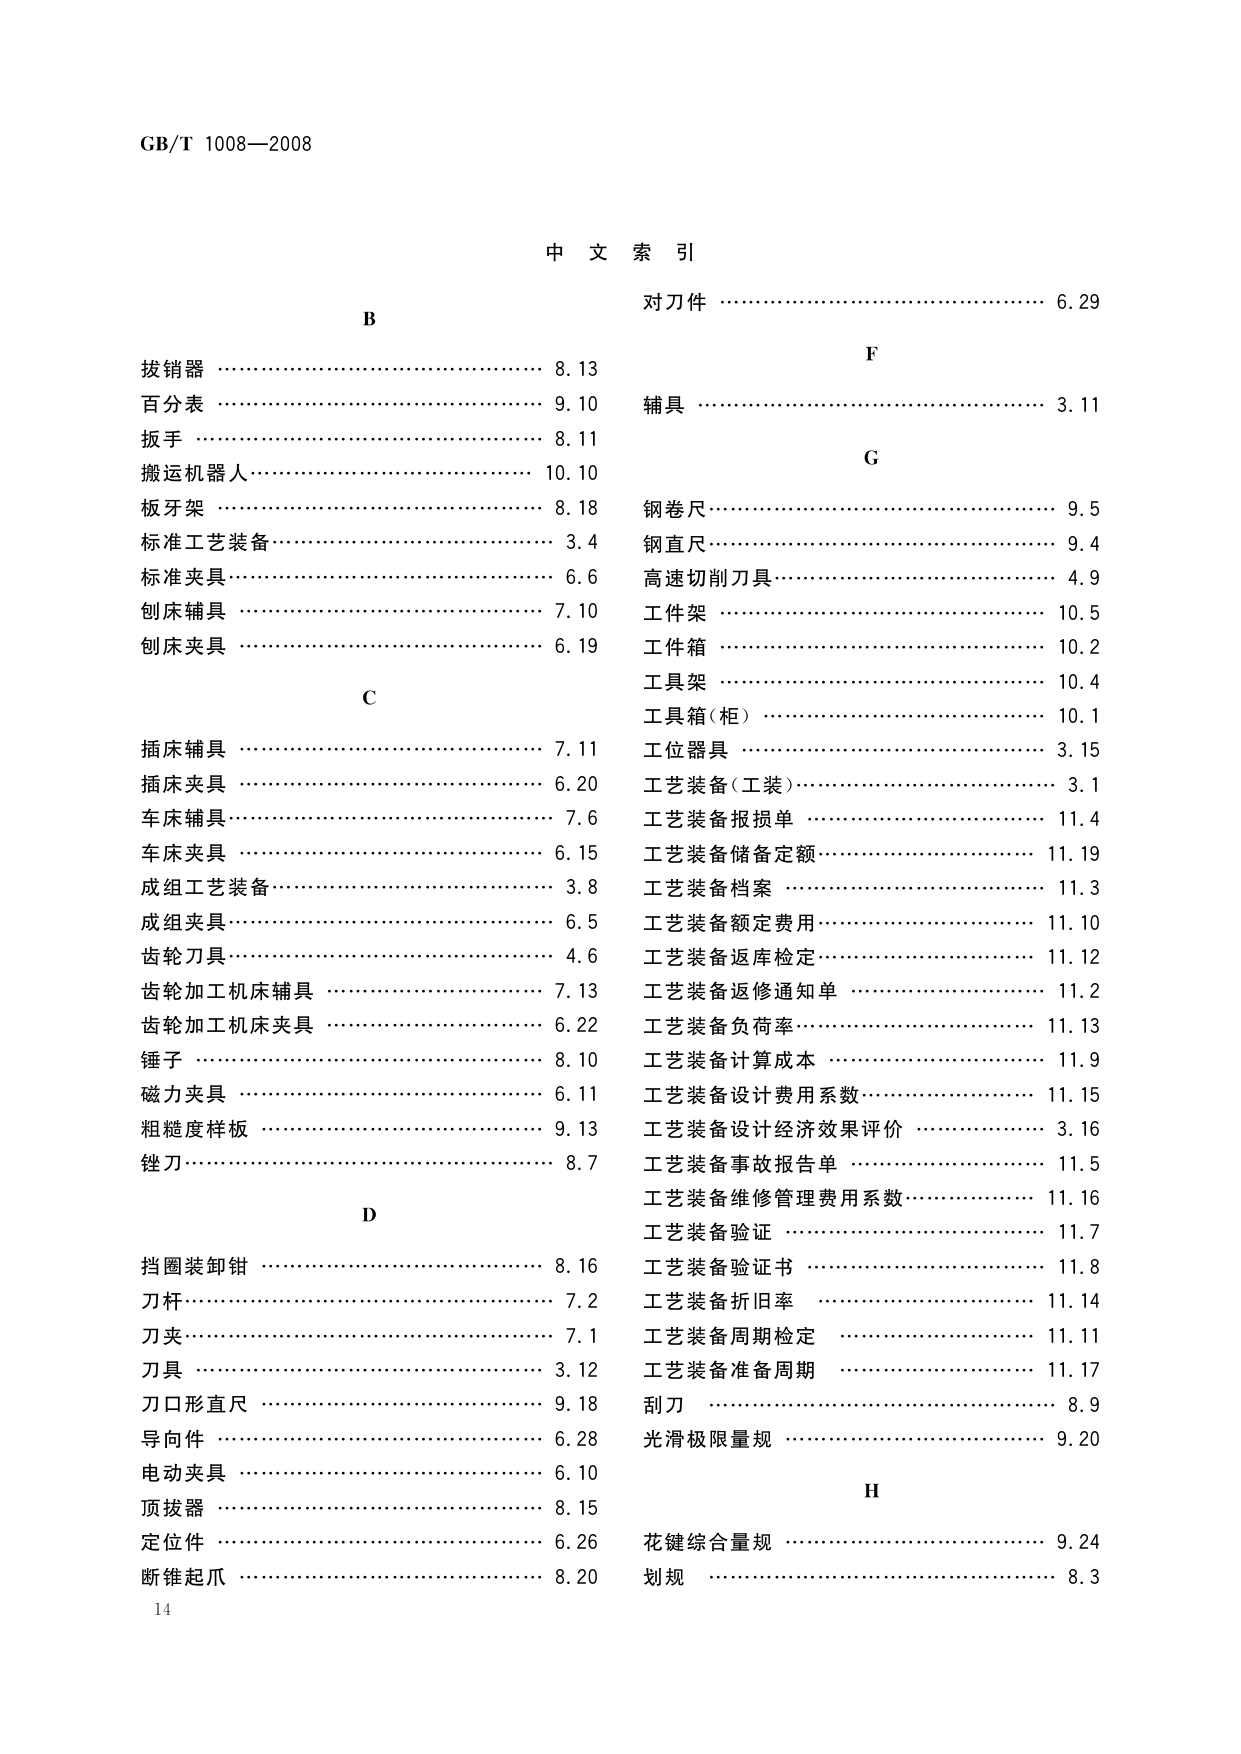 GB/T 1008—2008
中 文 索 引
B
拔销器 …………………………………… 8.13
百分表 …………………………………… 9.10
扳手 ……………………………………… 8.11
搬运机器人……………………………… 10.10
板牙架 …………………………………… 8.18
标准工艺装备……………………………… 3.4
标准夹具…………………………………… 6.6
刨床辅具 ………………………………… 7.10
刨床夹具 ………………………………… 6.19
C
插床辅具 ………………………………… 7.11
插床夹具 ………………………………… 6.20
车床辅具…………………………………… 7.6
车床夹具 ………………………………… 6.15
成组工艺装备……………………………… 3.8
成组夹具…………………………………… 6.5
齿轮刀具…………………………………… 4.6
齿轮加工机床辅具 ……………………… 7.13
齿轮加工机床夹具 ……………………… 6.22
锤子 ……………………………………… 8.10
磁力夹具 ………………………………… 6.11
粗糙度样板 ……………………………… 9.13
锉刀………………………………………… 8.7
D
挡圈装卸钳 ……………………………… 8.16
刀杆………………………………………… 7.2
刀夹………………………………………… 7.1
刀具 ……………………………………… 3.12
刀口形直尺 ……………………………… 9.18
导向件 …………………………………… 6.28
电动夹具 ………………………………… 6.10
顶拔器 …………………………………… 8.15
定位件 …………………………………… 6.26
断锥起爪 ………………………………… 8.20
对刀件 …………………………………… 6.29
F
辅具 ……………………………………… 3.11
G
钢卷尺……………………………………… 9.5
钢直尺……………………………………… 9.4
高速切削刀具……………………………… 4.9
工件架 …………………………………… 10.5
工件箱 …………………………………… 10.2
工具架 …………………………………… 10.4
工具箱(柜) ……………………………… 10.1
工位器具 ………………………………… 3.15
工艺装备(工装)…………………………… 3.1
工艺装备报损单 ………………………… 11.4
工艺装备储备定额……………………… 11.19
工艺装备档案 …………………………… 11.3
工艺装备额定费用……………………… 11.10
工艺装备返库检定……………………… 11.12
工艺装备返修通知单 …………………… 11.2
工艺装备负荷率………………………… 11.13
工艺装备计算成本 ……………………… 11.9
工艺装备设计费用系数………………… 11.15
工艺装备设计经济效果评价 …………… 3.16
工艺装备事故报告单 …………………… 11.5
工艺装备维修管理费用系数…………… 11.16
工艺装备验证 …………………………… 11.7
工艺装备验证书 ………………………… 11.8
工艺装备折旧率 ……………………… 11.14
工艺装备周期检定 …………………… 11.11
工艺装备准备周期 …………………… 11.17
刮刀 ……………………………………… 8.9
光滑极限量规 …………………………… 9.20
H
花键综合量规 …………………………… 9.24
划规 ……………………………………… 8.3
14